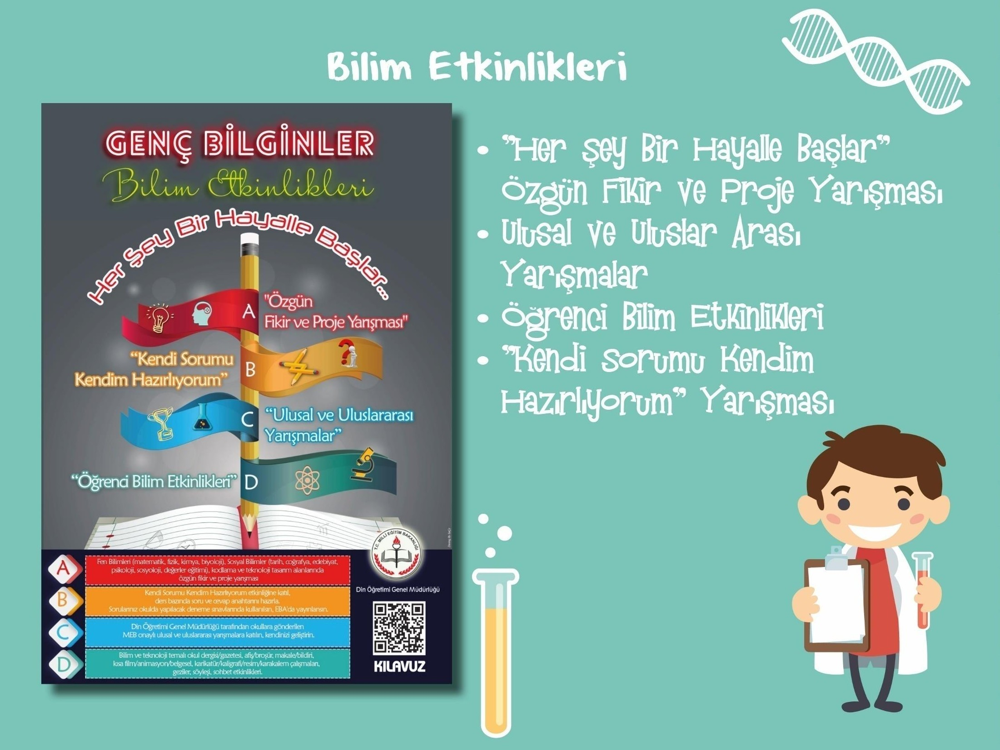 Bilim Etkinlikleri
GENÇ BİLGİNLER
Bilim Etkinlikleri
Her Şey Bir Hayalle Başlar...
A
"Özgün
Fikir ve Proje Yarışması"
“Kendi Sorumu
Kendim Hazırlıyorum”
B
C
“Ulusal ve Uluslararası
Yarışmalar”
“Öğrenci Bilim Etkinlikleri”
D
T.C. MİLLİ EĞİTİM BAKANLIĞI
A
Fen Bilimleri (matematik, fizik, kimya, biyoloji), Sosyal Bilimler (tarih, coğrafya, edebiyat,
psikoloji, sosyoloji, değerler eğitimi), kodlama ve teknoloji tasarım alanlarında
özgün fikir ve proje yarışması
B
Kendi Sorumu Kendim Hazırlıyorum etkinliğine katıl,
ders bazında soru ve cevap anahtarını hazırla.
Sorularınız okulda yapılacak deneme sınavlarında kullanılsın, EBA'da yayınlansın.
C
Din Öğretimi Genel Müdürlüğü tarafından okullara gönderilen
MEB onaylı ulusal ve uluslararası yarışmalara katılın, kendinizi geliştirin.
D
Bilim ve teknoloji temalı okul dergisi/gazetesi, afiş/broşür, makale/bildiri,
kısa film/animasyon/belgesel, karikatür/kaligrafi/resim/karakalem çalışmaları,
geziler, söyleşi, sohbet etkinlikleri.
Din Öğretimi Genel Müdürlüğü
KILAVUZ
• ”Her Şey Bir Hayalle Başlar”
Özgün Fikir ve Proje Yarışması
• Ulusal ve Uluslar Arası
Yarışmalar
• Öğrenci Bilim Etkinlikleri
• ”Kendi Sorumu Kendim
Hazırlıyorum” Yarışması